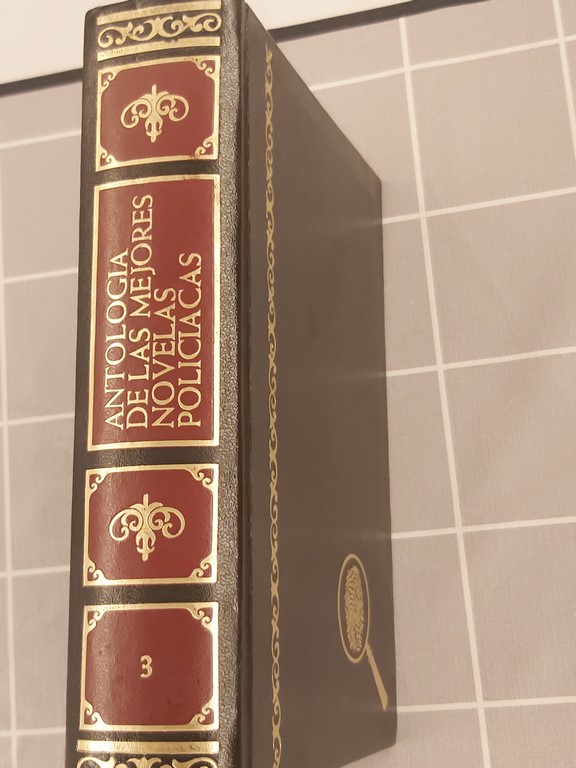 ANTOLOGIA
DE LAS MEJORES
NOVELAS
POLICIACAS
3